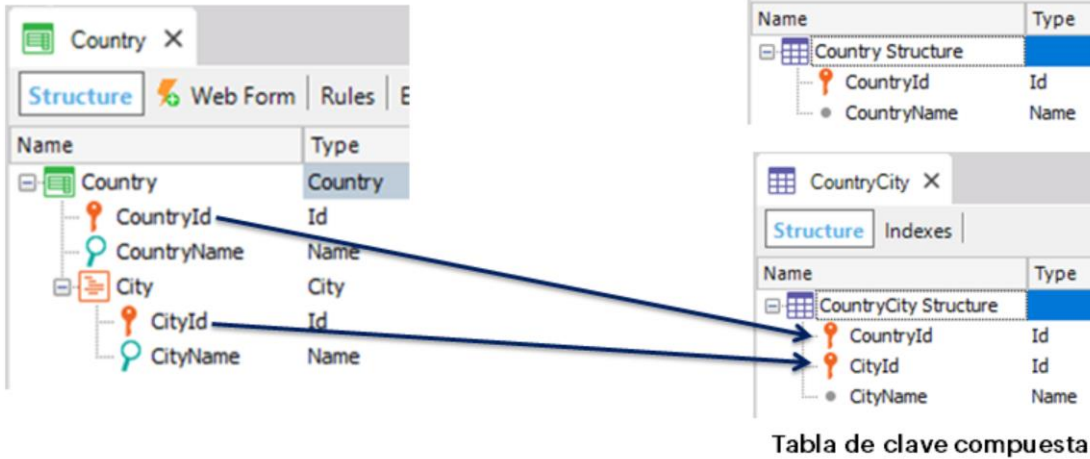 Country ×
Structure Web Form Rules E
Name Type
Country Country
CountryId Id
CountryName Name
City City
CityId Id
CityName Name
Name Type
Country Structure
CountryId Id
CountryName Name
CountryCity ×
Structure Indexes
Name Type
CountryCity Structure
CountryId Id
CityId Id
CityName Name
Tabla de clave compuesta